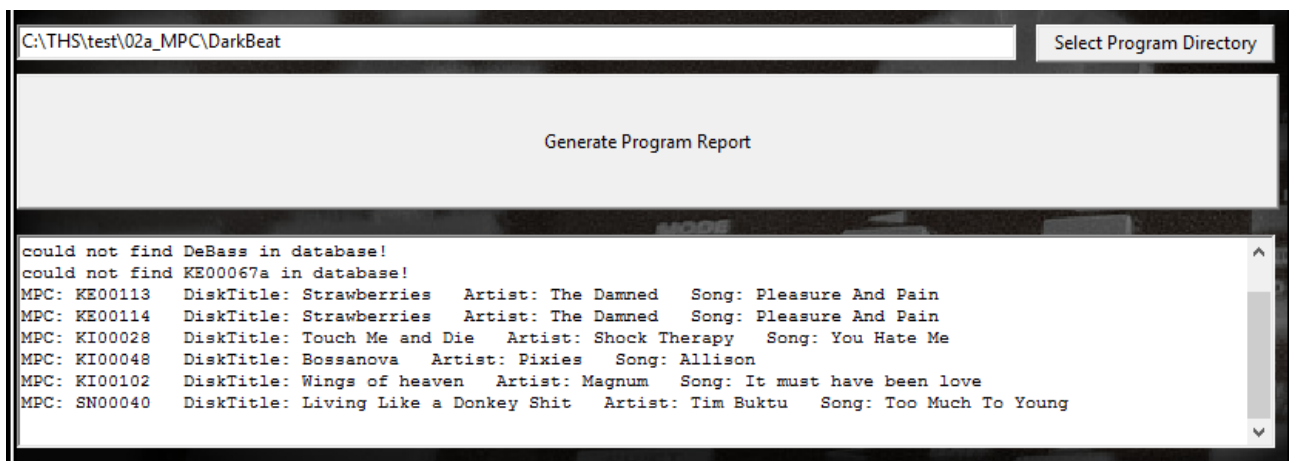 C:\THS\test\02a_MPC\DarkBeat
Select Program Directory
Generate Program Report
MODE
could not find DeBass in database!
could not find KE00067a in database!
MPC: KE00113 DiskTitle: Strawberries Artist: The Damned Song: Pleasure And Pain
MPC: KE00114 DiskTitle: Strawberries Artist: The Damned Song: Pleasure And Pain
MPC: KI00028 DiskTitle: Touch Me and Die Artist: Shock Therapy Song: You Hate Me
MPC: KI00048 DiskTitle: Bossanova Artist: Pixies Song: Allison
MPC: KI00102 DiskTitle: Wings of heaven Artist: Magnum Song: It must have been love
MPC: SN00040 DiskTitle: Living Like a Donkey Shit Artist: Tim Buktu Song: Too Much To Young